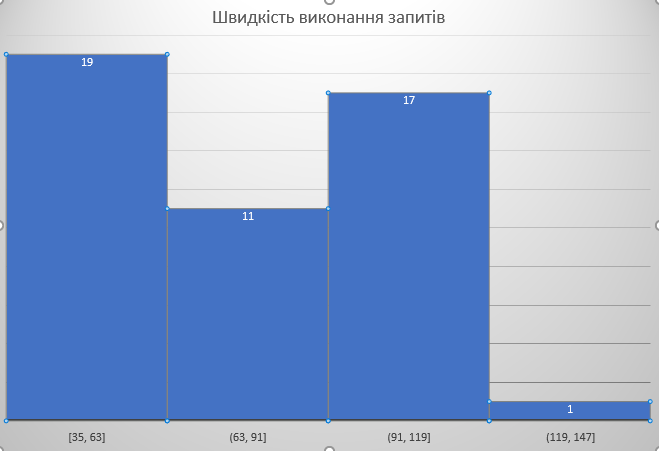 Швидкість виконання запитів
19
11
17
1
[35, 63] (63, 91] (91, 119] (119, 147]